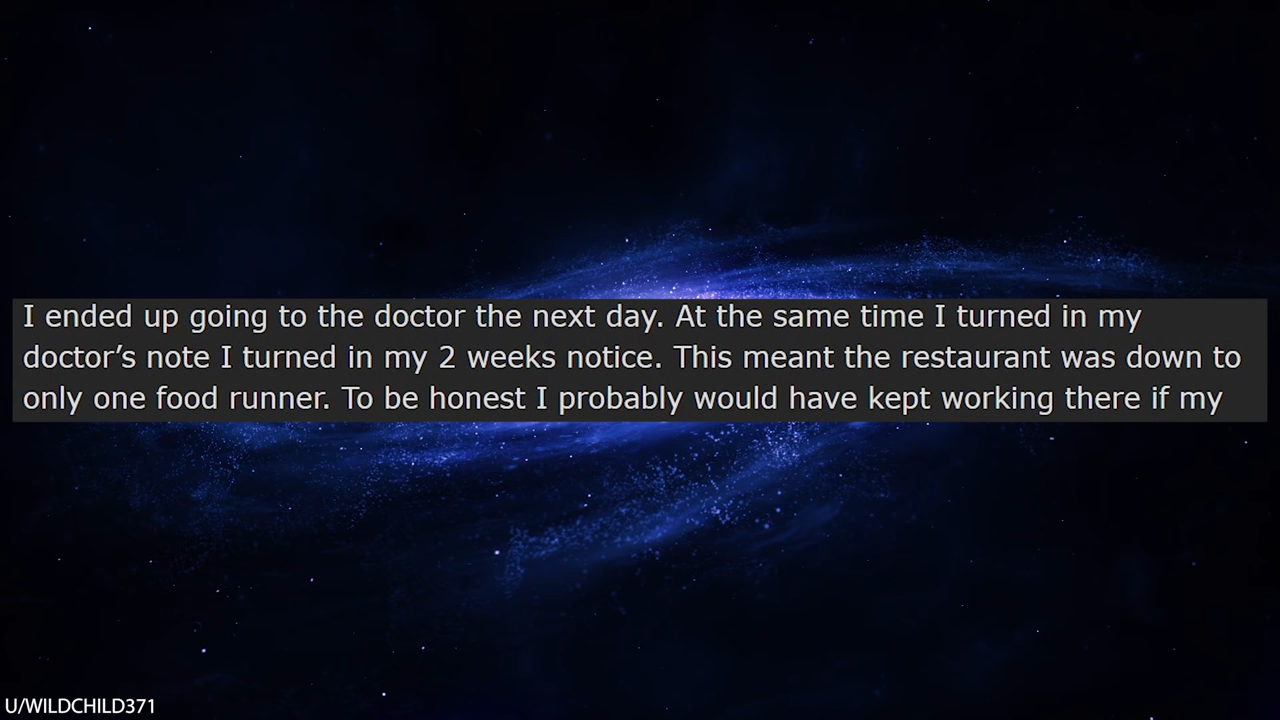 I ended up going to the doctor the next day. At the same time I turned in my
doctor’s note I turned in my 2 weeks notice. This meant the restaurant was down to
only one food runner. To be honest I probably would have kept working there if my
U/WILDCHILD371